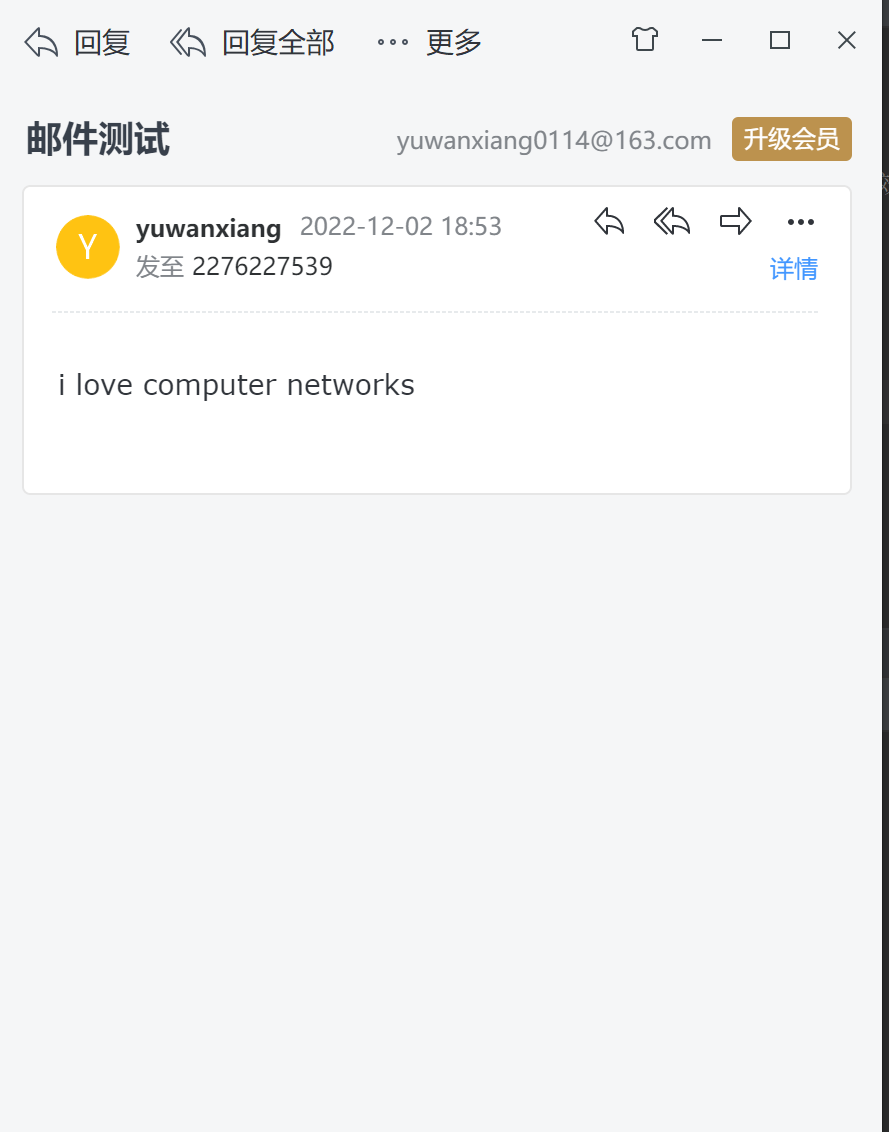 回复 回复全部 更多
邮件测试 yuwanxiang0114@163.com 升级会员
Y yuwanxiang 2022-12-02 18:53
发至 2276227539 详情
i love computer networks